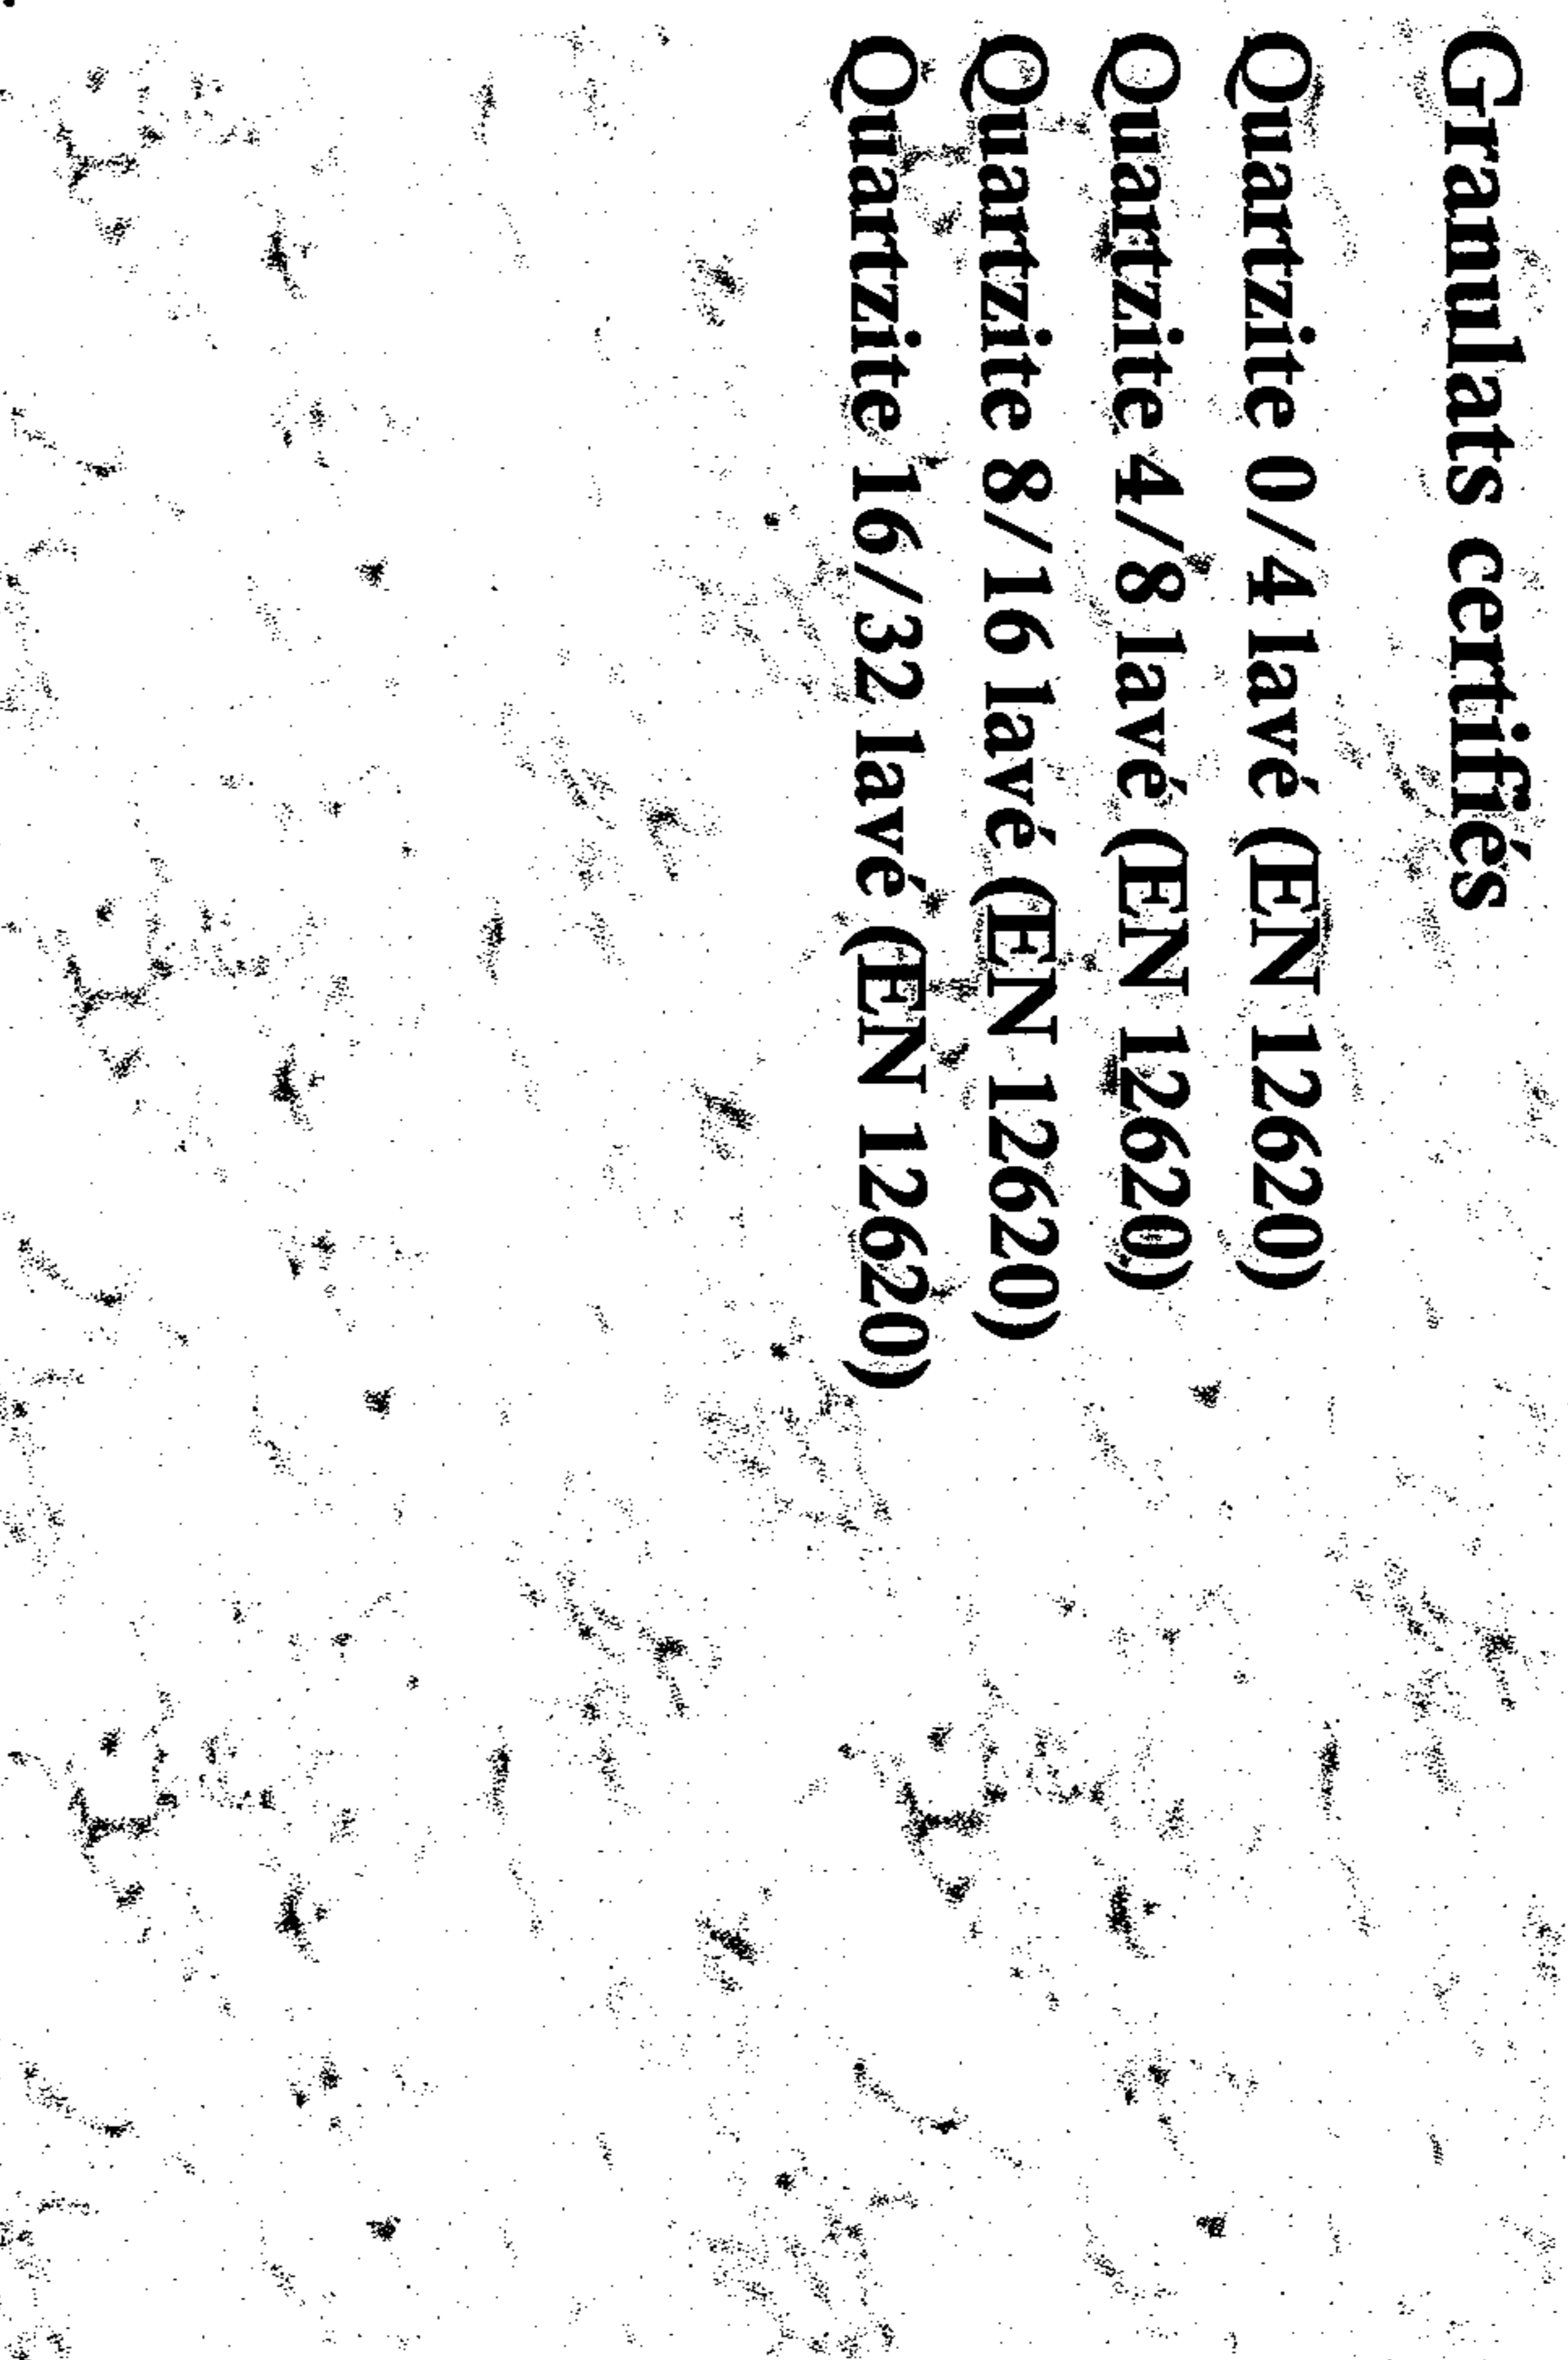 Granulats certifiés
Quartzite 0/4 lavé (EN 12620)
Quartzite 4/8 lavé (EN 12620)
Quartzite 8/16 lavé (EN 12620)
Quartzite 16/32 lavé (EN 12620)